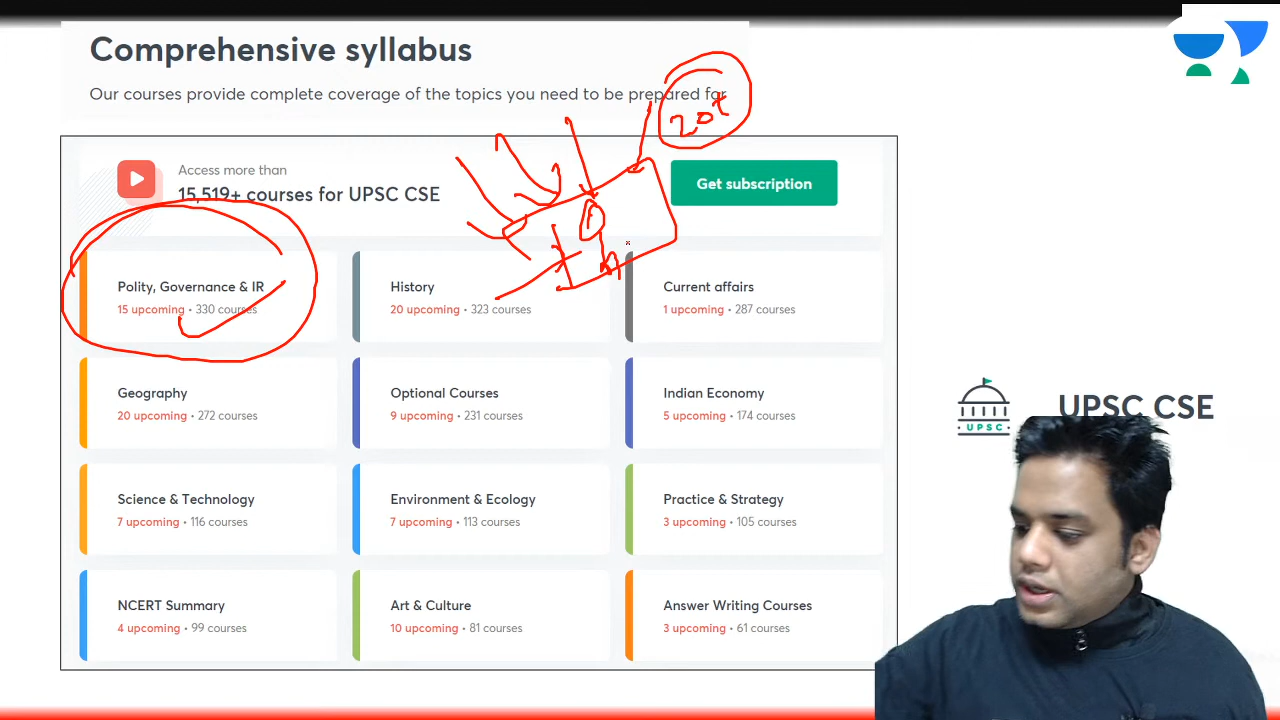 Comprehensive syllabus
Our courses provide complete coverage of the topics you need to be prepared for
20t
Access more than
15,519+ courses for UPSC CSE
Get subscription
Polity, Governance & IR
15 upcoming • 330 courses
History
20 upcoming • 323 courses
Current affairs
1 upcoming • 287 courses
Geography
20 upcoming • 272 courses
Optional Courses
9 upcoming • 231 courses
Indian Economy
5 upcoming • 174 courses
Science & Technology
7 upcoming • 116 courses
Environment & Ecology
7 upcoming • 113 courses
Practice & Strategy
3 upcoming • 105 courses
NCERT Summary
4 upcoming • 99 courses
Art & Culture
10 upcoming • 81 courses
Answer Writing Courses
3 upcoming • 61 courses
UPSC
UPSC CSE